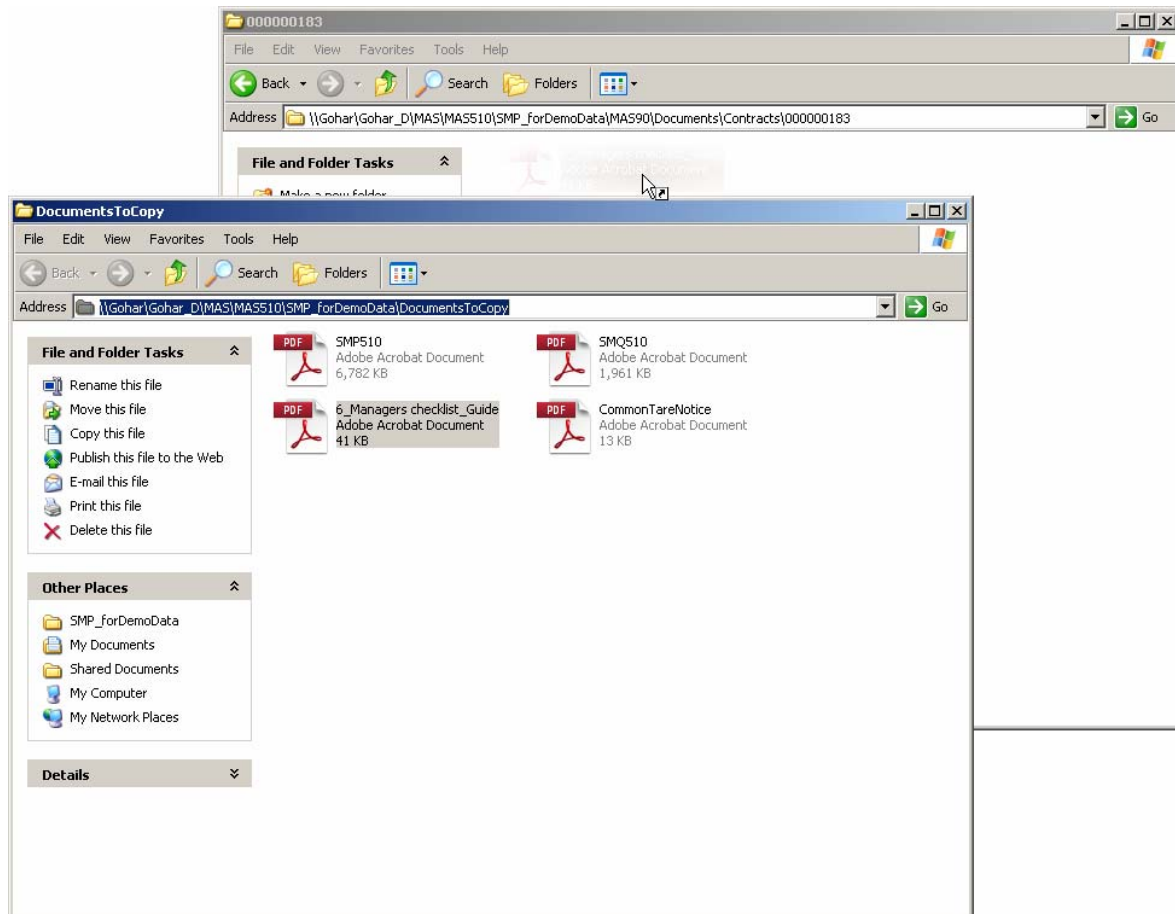 000000183
File Edit View Favorites Tools Help
Back Search Folders
Address \\Gohar\Gohar_D\MAS\MAS510\SMP_forDemoData\MAS90\Documents\Contracts\000000183 Go
File and Folder Tasks
Adobe Acrobat Document
Make a new folder
DocumentsToCopy
File Edit View Favorites Tools Help
Back Search Folders
Address \\Gohar\Gohar_D\MAS\MAS510\SMP_forDemoData\DocumentsToCopy Go
File and Folder Tasks
Rename this file
Move this file
Copy this file
Publish this file to the Web
E-mail this file
Print this file
Delete this file
Other Places
SMP_forDemoData
My Documents
Shared Documents
My Computer
My Network Places
Details
PDF SMP510
Adobe Acrobat Document
6,782 KB
PDF SMQ510
Adobe Acrobat Document
1,961 KB
PDF 6_Managers checklist_Guide
Adobe Acrobat Document
41 KB
PDF CommonTareNotice
Adobe Acrobat Document
13 KB